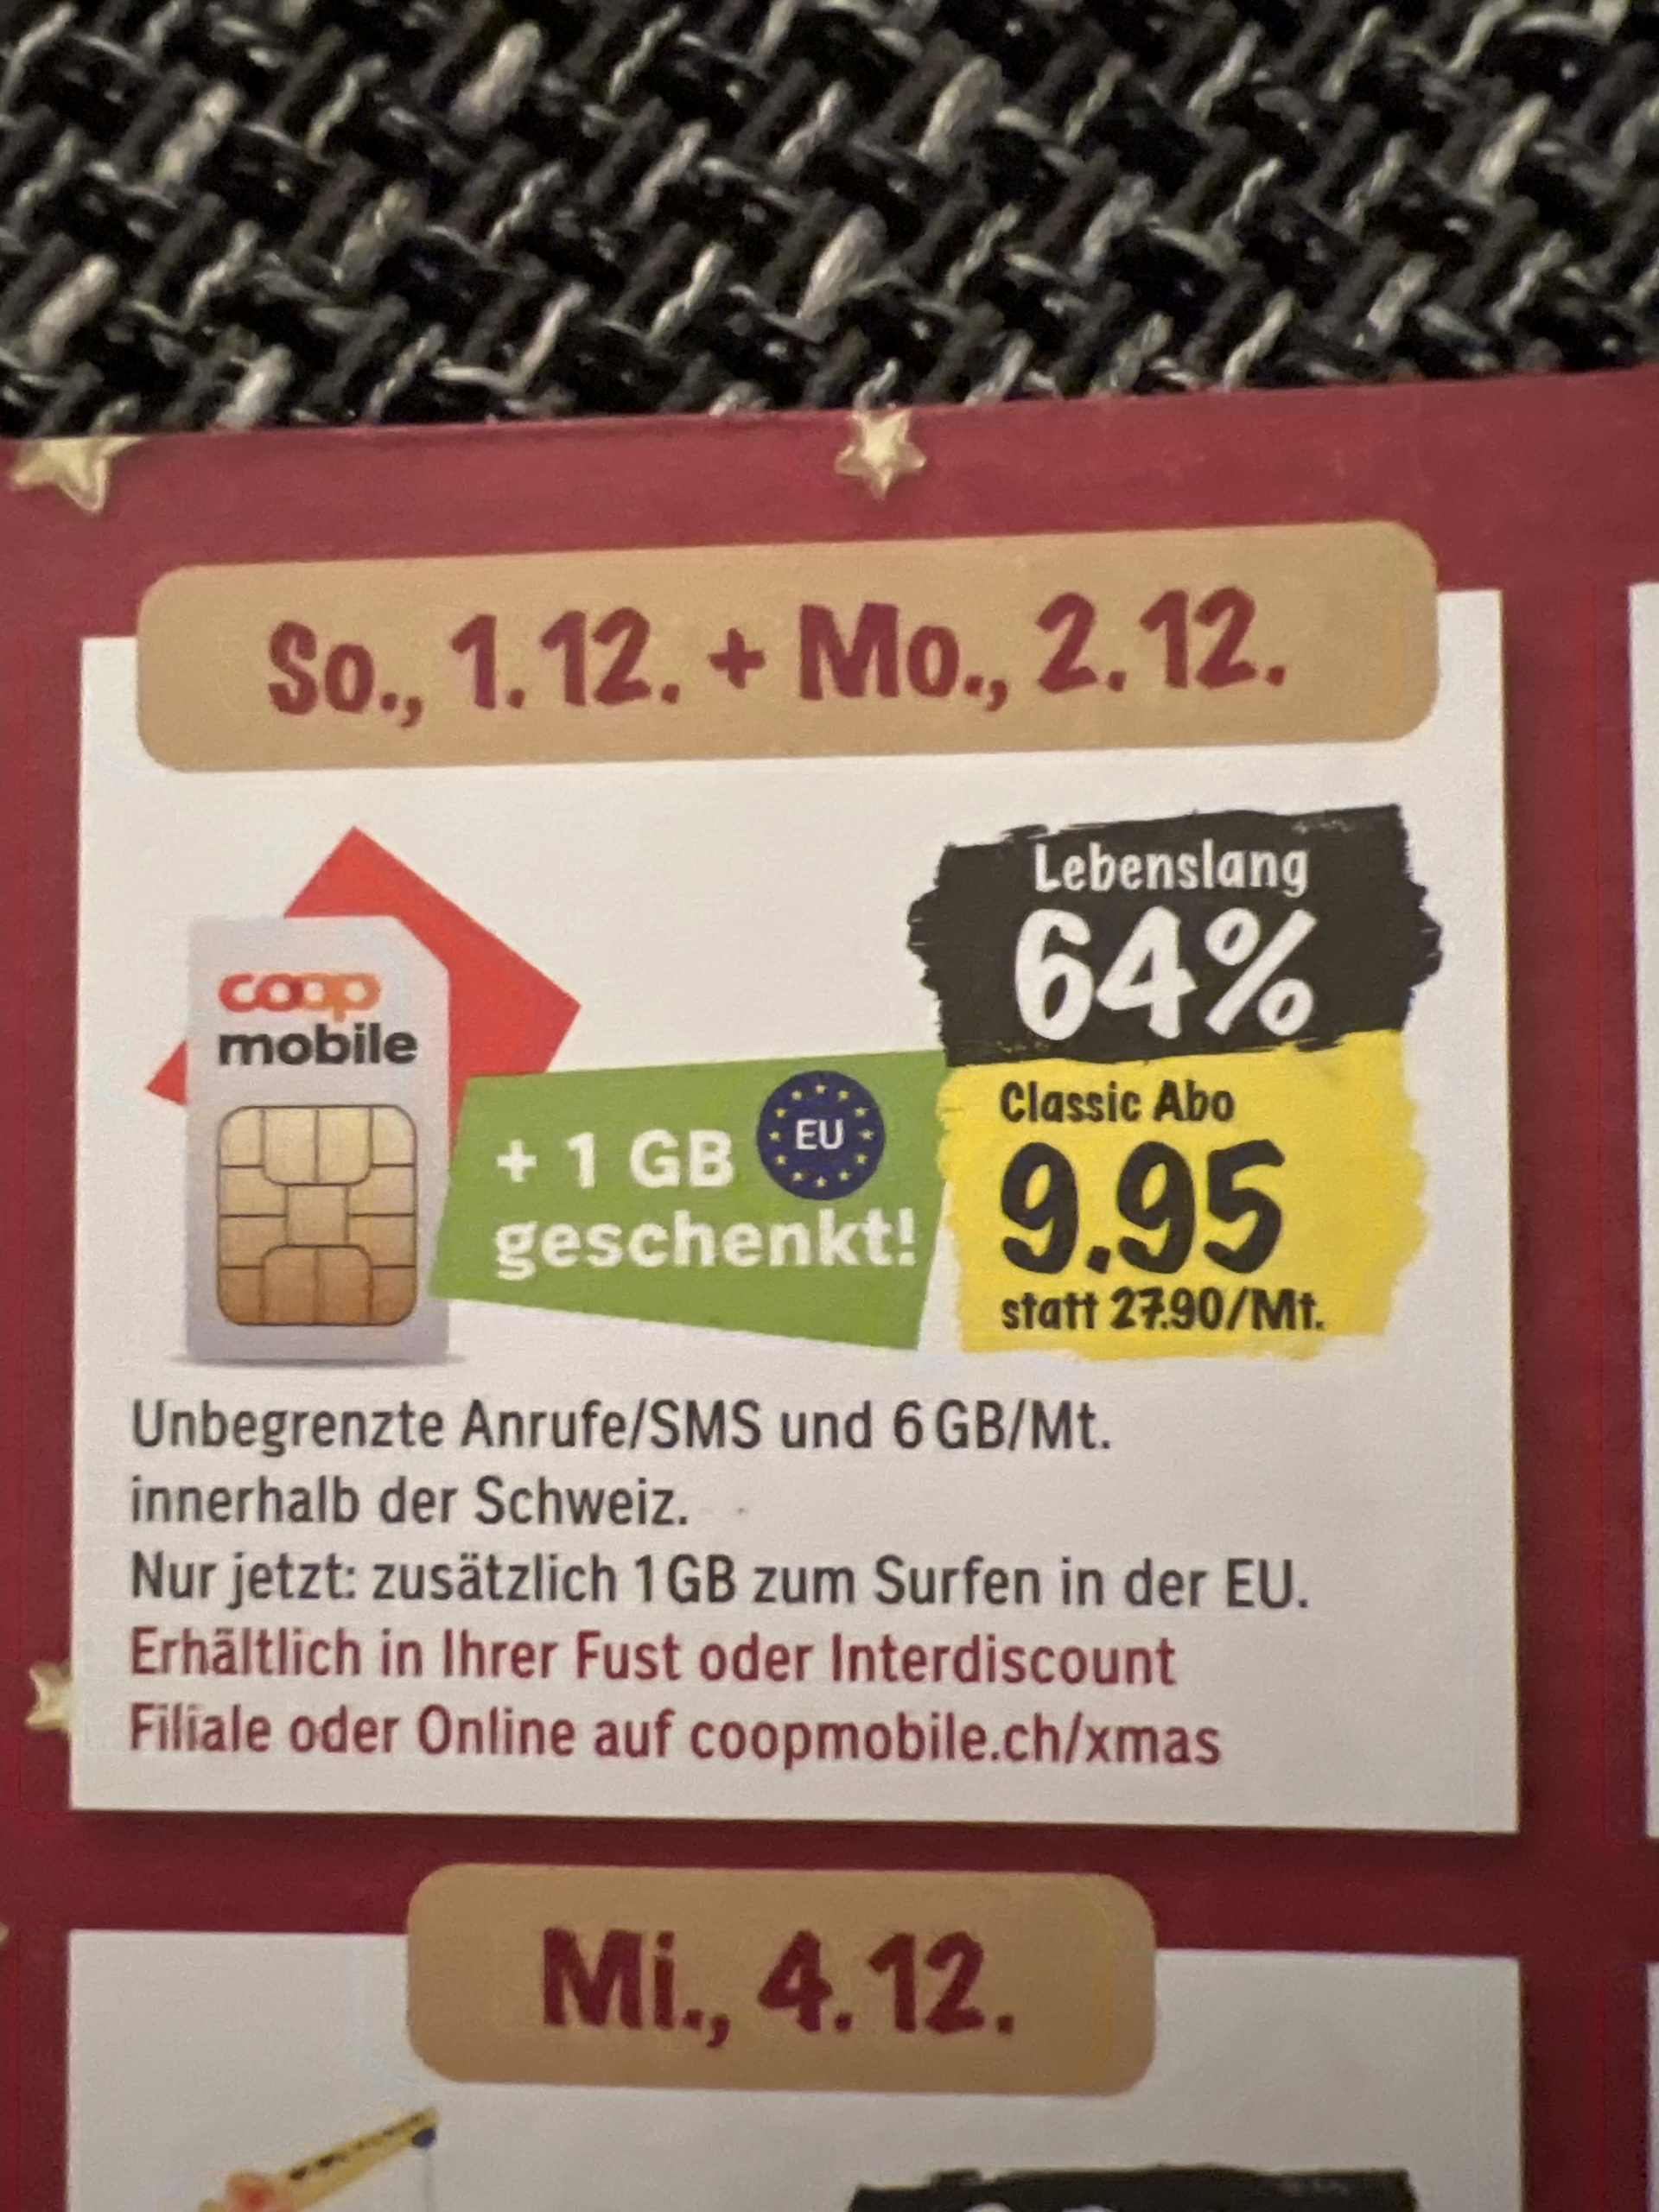 So., 1.12. + Mo., 2.12.
Lebenslang
64%
coop
mobile
+ 1 GB EU
geschenkt!
Classic Abo
9.95
statt 27.90/Mt.
Unbegrenzte Anrufe/SMS und 6 GB/Mt.
innerhalb der Schweiz.
Nur jetzt: zusätzlich 1 GB zum Surfen in der EU.
Erhältlich in Ihrer Fust oder Interdiscount
Filiale oder Online auf coopmobile.ch/xmas
Mi., 4.12.